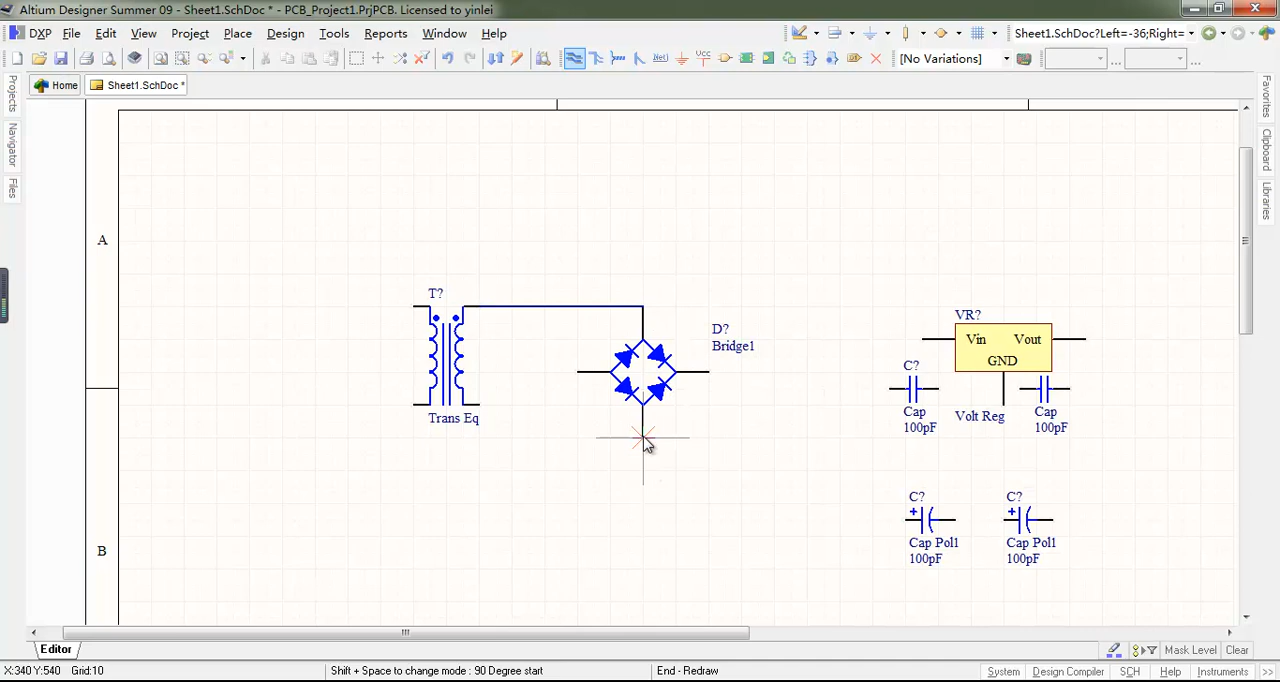 Altium Designer Summer 09 - Sheet1.SchDoc * - PCB_Project1.PrjPCB. Licensed to yinlei
DXP File Edit View Project Place Design Tools Reports Window Help
Sheet1.SchDoc?Left=-36;Right=
Net Vcc [No Variations] ... ...
Home Sheet1.SchDoc *
Projects
Navigator
Files
Favorites
Clipboard
Libraries
A
B
T?
Trans Eq
D?
Bridge1
VR?
Vin Vout
GND
Volt Reg
C?
Cap
100pF
Cap
100pF
C?
+
Cap Pol1
100pF
C?
+
Cap Pol1
100pF
Editor
Mask Level Clear
X:340 Y:540 Grid:10
Shift + Space to change mode : 90 Degree start
End - Redraw
System Design Compiler SCH Help Instruments >>